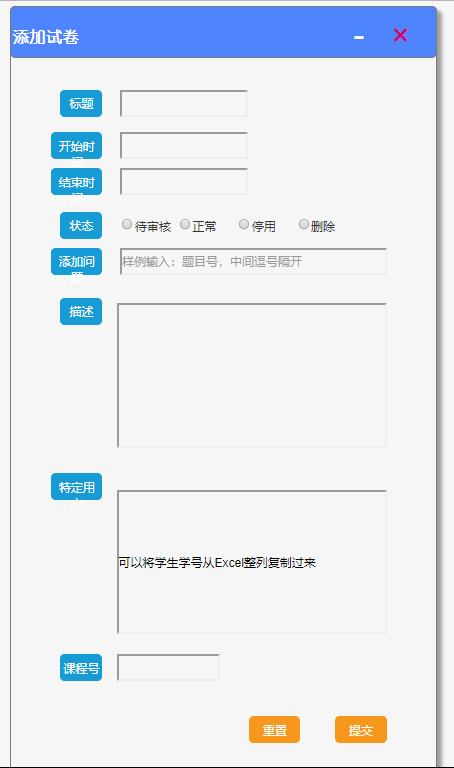 添加试卷
标题
开始时
间
结束时
间
状态 待审核 正常 停用 删除
添加问 样例输入：题目号，中间逗号隔开
题
描述
特定用
可以将学生学号从Excel整列复制过来
课程号
重置 提交